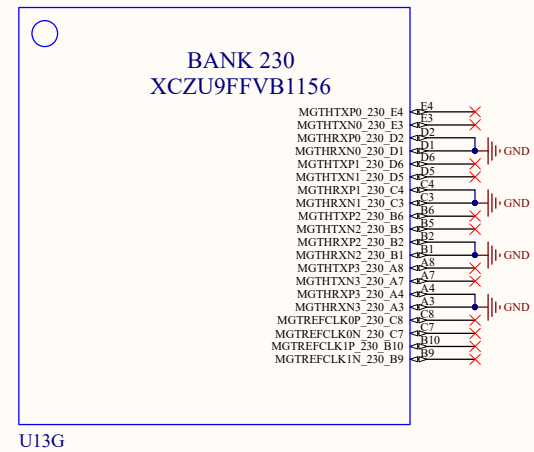 BANK 230
XCZU9FFVB1156
MGTHTXP0_230_E4 E4
MGTHTXN0_230_E3 E3
MGTHRXP0_230_D2 D2
MGTHRXN0_230_D1 D1 GND
MGTHTXP1_230_D6 D6
MGTHTXN1_230_D5 D5
MGTHRXP1_230_C4 C4
MGTHRXN1_230_C3 C3 GND
MGTHTXP2_230_B6 B6
MGTHTXN2_230_B5 B5
MGTHRXP2_230_B2 B2
MGTHRXN2_230_B1 B1 GND
MGTHTXP3_230_A8 A8
MGTHTXN3_230_A7 A7
MGTHRXP3_230_A4 A4
MGTHRXN3_230_A3 A3 GND
MGTREFCLK0P_230_C8 C8
MGTREFCLK0N_230_C7 C7
MGTREFCLK1P_230_B10 B10
MGTREFCLK1N_230_B9 B9
U13G